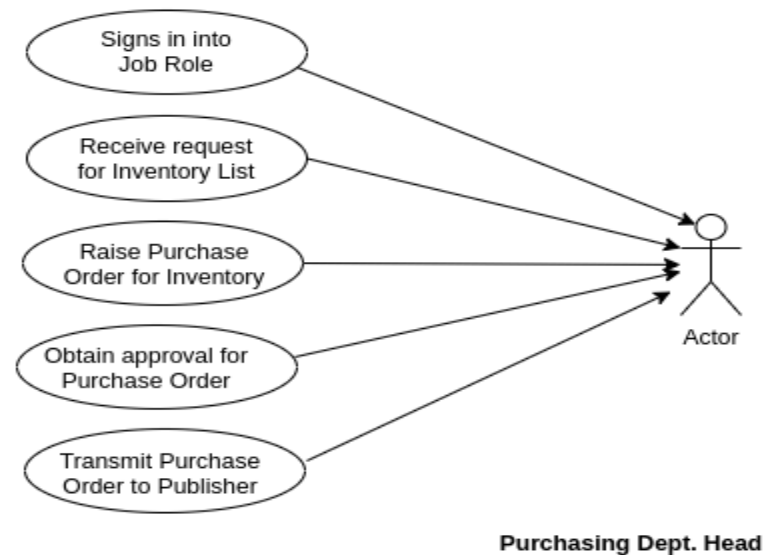 Signs in into
Job Role
Receive request
for Inventory List
Raise Purchase
Order for Inventory
Obtain approval for
Purchase Order
Transmit Purchase
Order to Publisher
Actor
Purchasing Dept. Head